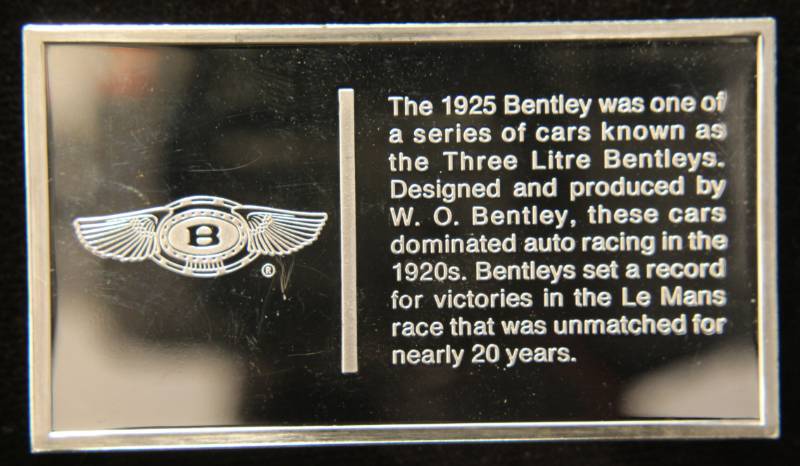 B
®
The 1925 Bentley was one of
a series of cars known as
the Three Litre Bentleys.
Designed and produced by
W. O. Bentley, these cars
dominated auto racing in the
1920s. Bentleys set a record
for victories in the Le Mans
race that was unmatched for
nearly 20 years.